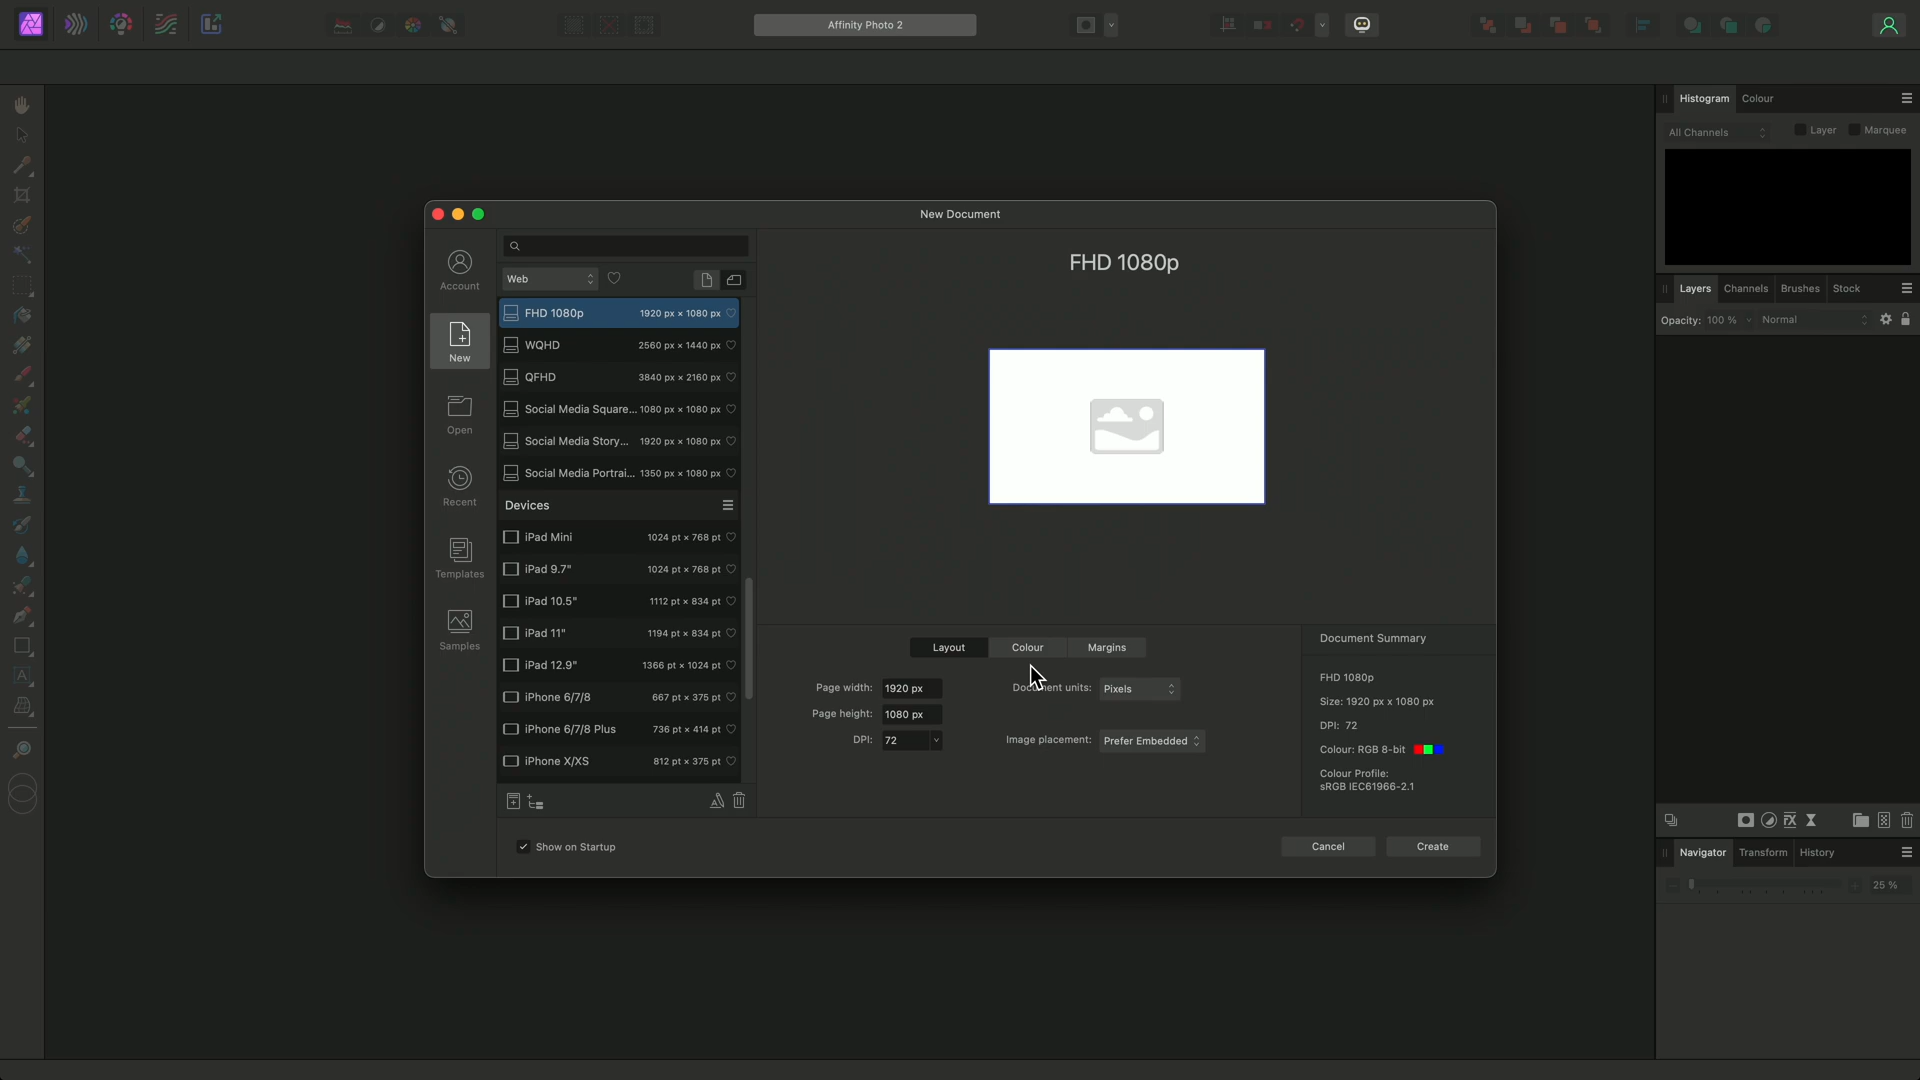 Affinity Photo 2
Histogram Colour
All Channels Layer Marquee
New Document
Account
New
Open
Recent
Templates
Samples
Web
FHD 1080p 1920 px × 1080 px
WQHD 2560 px × 1440 px
QFHD 3840 px × 2160 px
Social Media Square... 1080 px × 1080 px
Social Media Story... 1920 px × 1080 px
Social Media Portrai... 1350 px × 1080 px
Devices
iPad Mini 1024 pt × 768 pt
iPad 9.7" 1024 pt × 768 pt
iPad 10.5" 1112 pt × 834 pt
iPad 11" 1194 pt × 834 pt
iPad 12.9" 1366 pt × 1024 pt
iPhone 6/7/8 667 pt × 375 pt
iPhone 6/7/8 Plus 736 pt × 414 pt
iPhone X/XS 812 pt × 375 pt
Show on Startup
FHD 1080p
Layout Colour Margins
Page width: 1920 px
Page height: 1080 px
DPI: 72
Document units: Pixels
Image placement: Prefer Embedded
Document Summary
FHD 1080p
Size: 1920 px x 1080 px
DPI: 72
Colour: RGB 8-bit
Colour Profile:
sRGB IEC61966-2.1
Cancel Create
Layers Channels Brushes Stock
Opacity: 100 % Normal
Navigator Transform History
25 %